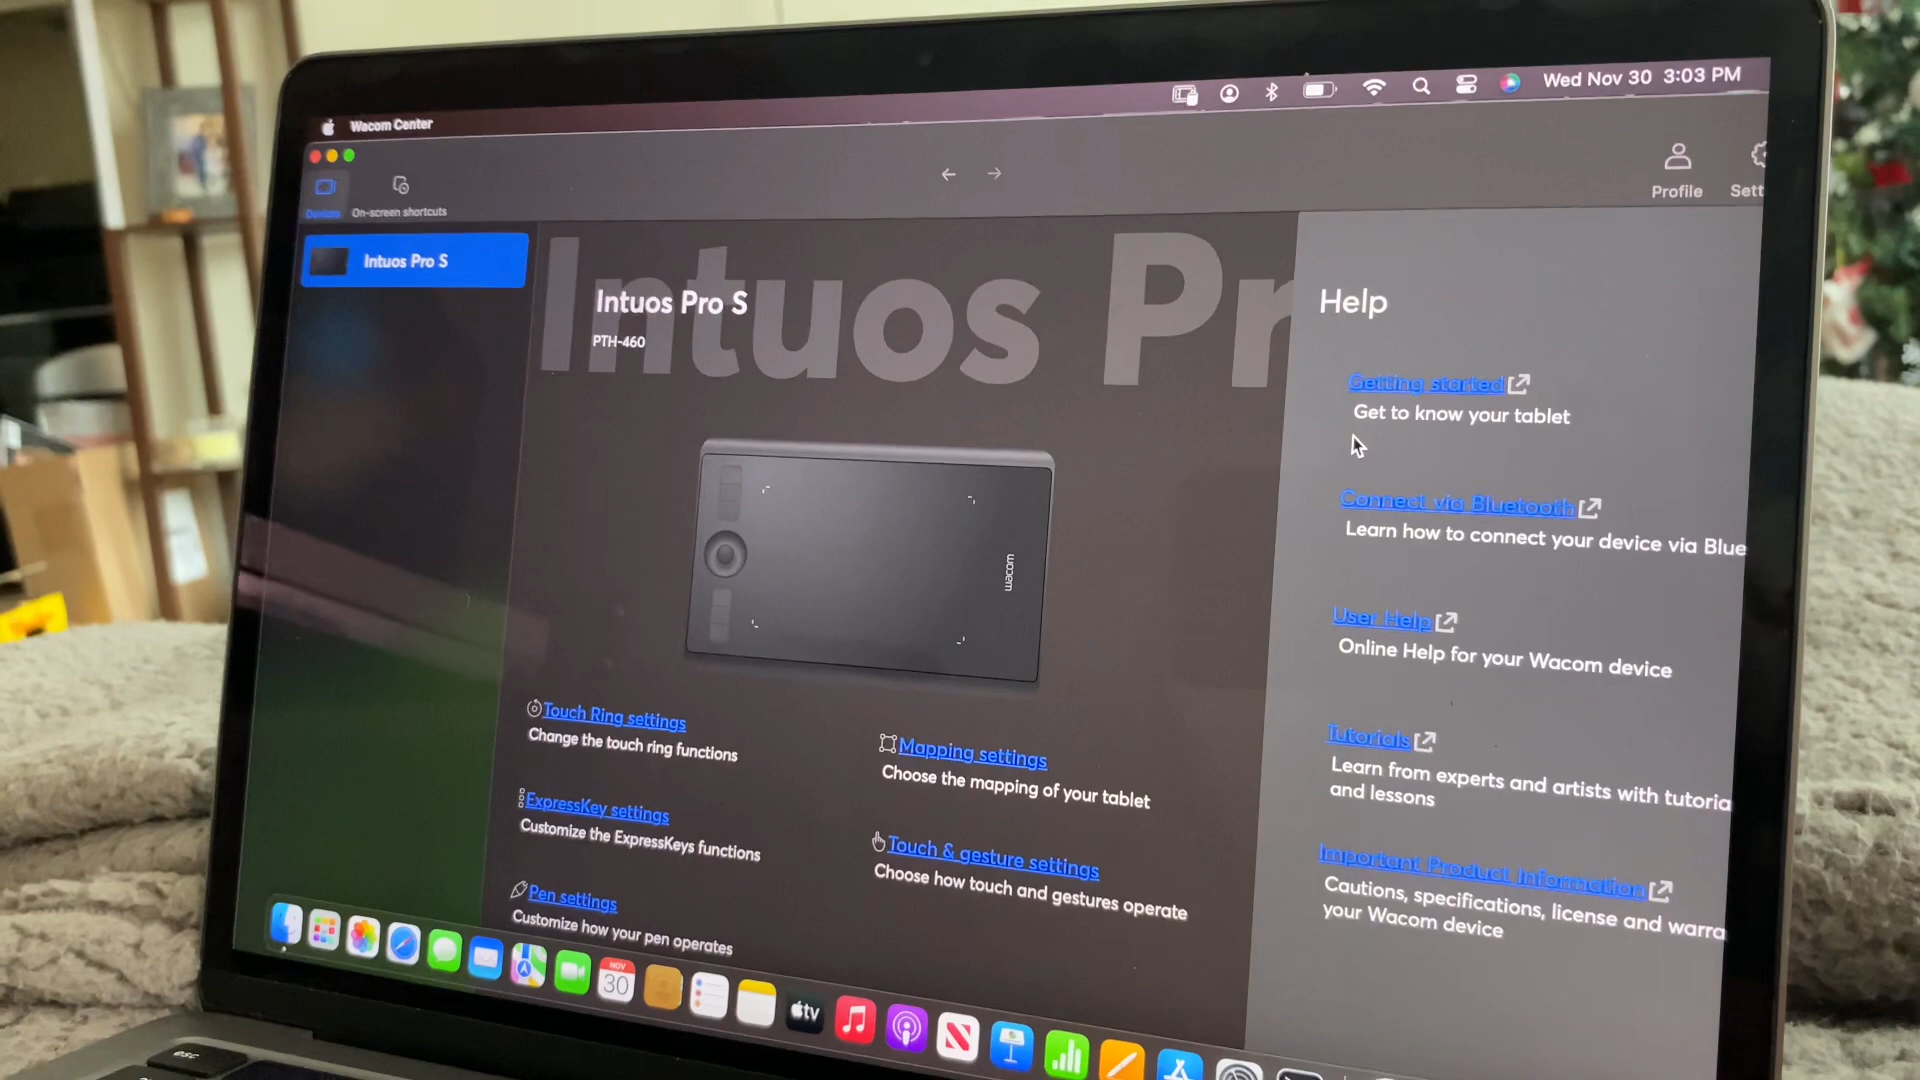 Wacom Center
Wed Nov 30 3:03 PM
Devices
On-screen shortcuts
Profile
Sett
Intuos Pro S
Intuos Pr
Intuos Pro S
PTH-460
wacom
Touch Ring settings
Change the touch ring functions
ExpressKey settings
Customize the ExpressKeys functions
Pen settings
Customize how your pen operates
Mapping settings
Choose the mapping of your tablet
Touch & gesture settings
Choose how touch and gestures operate
Help
Getting started
Get to know your tablet
Connect via Bluetooth
Learn how to connect your device via Blue
User Help
Online Help for your Wacom device
Tutorials
Learn from experts and artists with tutoria
and lessons
Important Product Information
Cautions, specifications, license and warra
your Wacom device
NOV
30
tv
esc